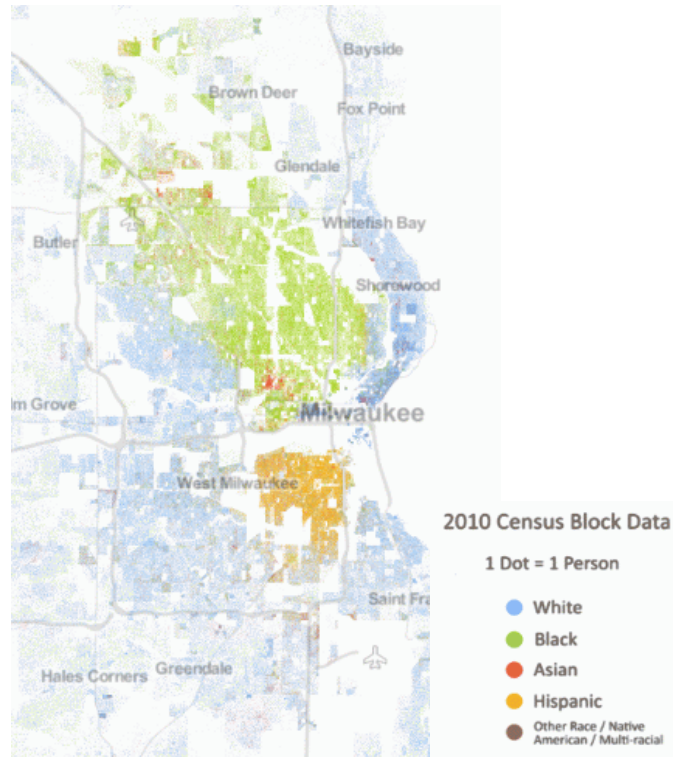 Bayside
Brown Deer
Fox Point
Glendale
Whitefish Bay
Butler
Shorewood
lm Grove
Milwaukee
West Milwaukee
2010 Census Block Data
1 Dot = 1 Person
Saint Fra
White
Black
Hales Corners
Greendale
Asian
Hispanic
Other Race / Native
American / Multi-racial